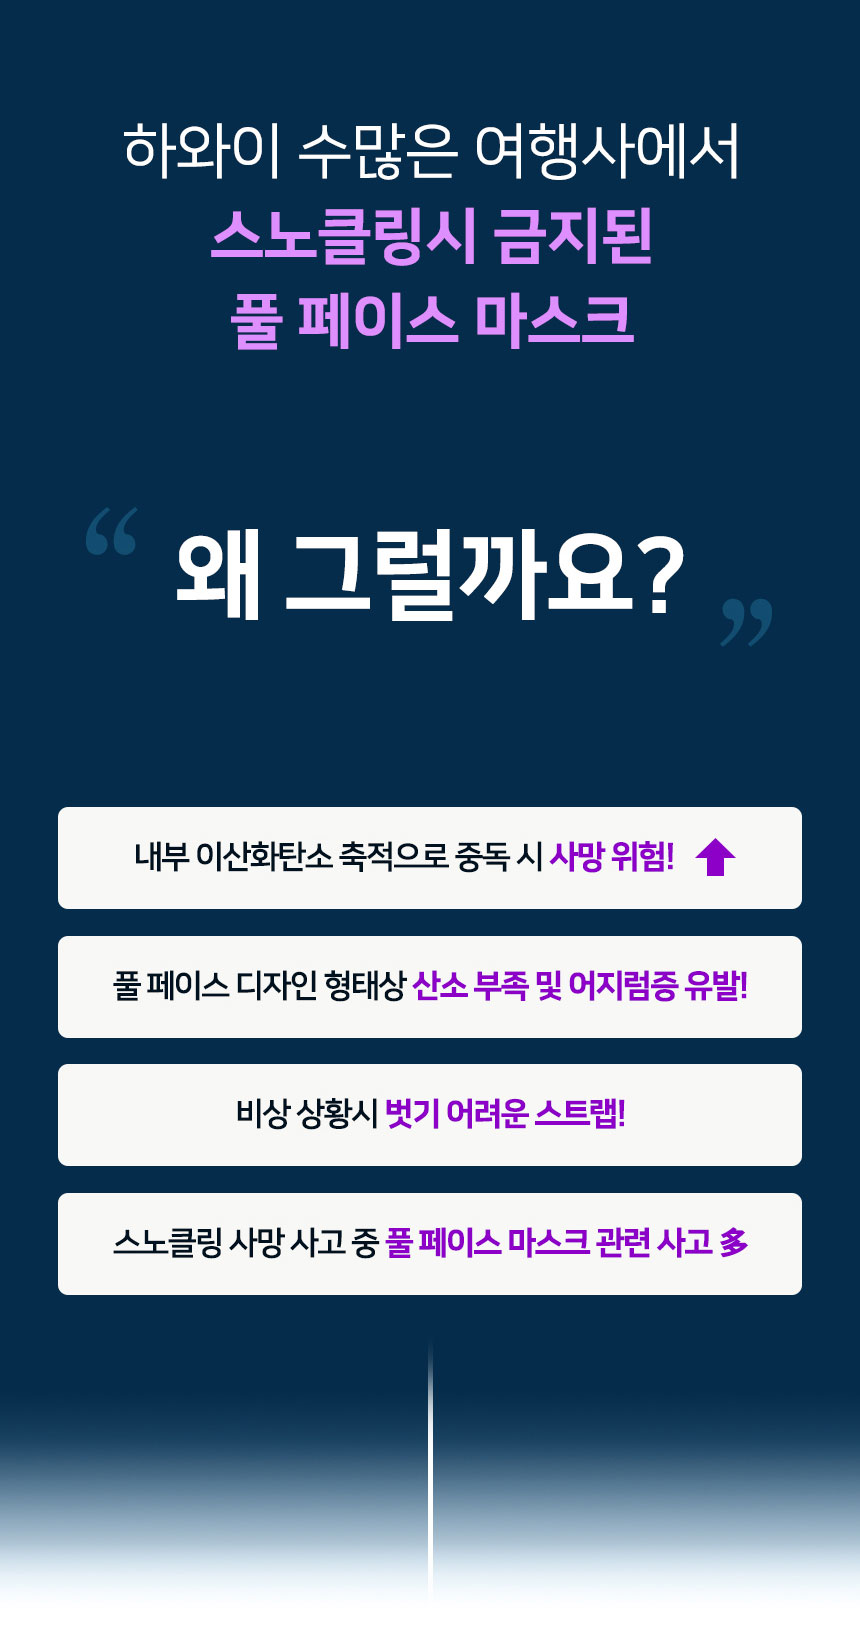 하와이 수많은 여행사에서
스노클링시 금지된
풀 페이스 마스크
“ 왜 그럴까요? ”
내부 이산화탄소 축적으로 중독 시 사망 위험!
풀 페이스 디자인 형태상 산소 부족 및 어지럼증 유발!
비상 상황시 벗기 어려운 스트랩!
스노클링 사망 사고 중 풀 페이스 마스크 관련 사고 多